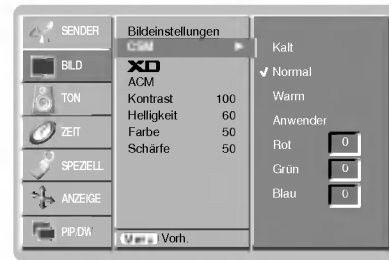 SENDER
BILD
TON
ZEIT
SPEZIELL
ANZEIGE
PIP/DW
Bildeinstellungen
CSM
XD
ACM
Kontrast 100
Helligkeit 60
Farbe 50
Schärfe 50
Vorh.
Kalt
✓ Normal
Warm
Anwender
Rot 0
Grün 0
Blau 0